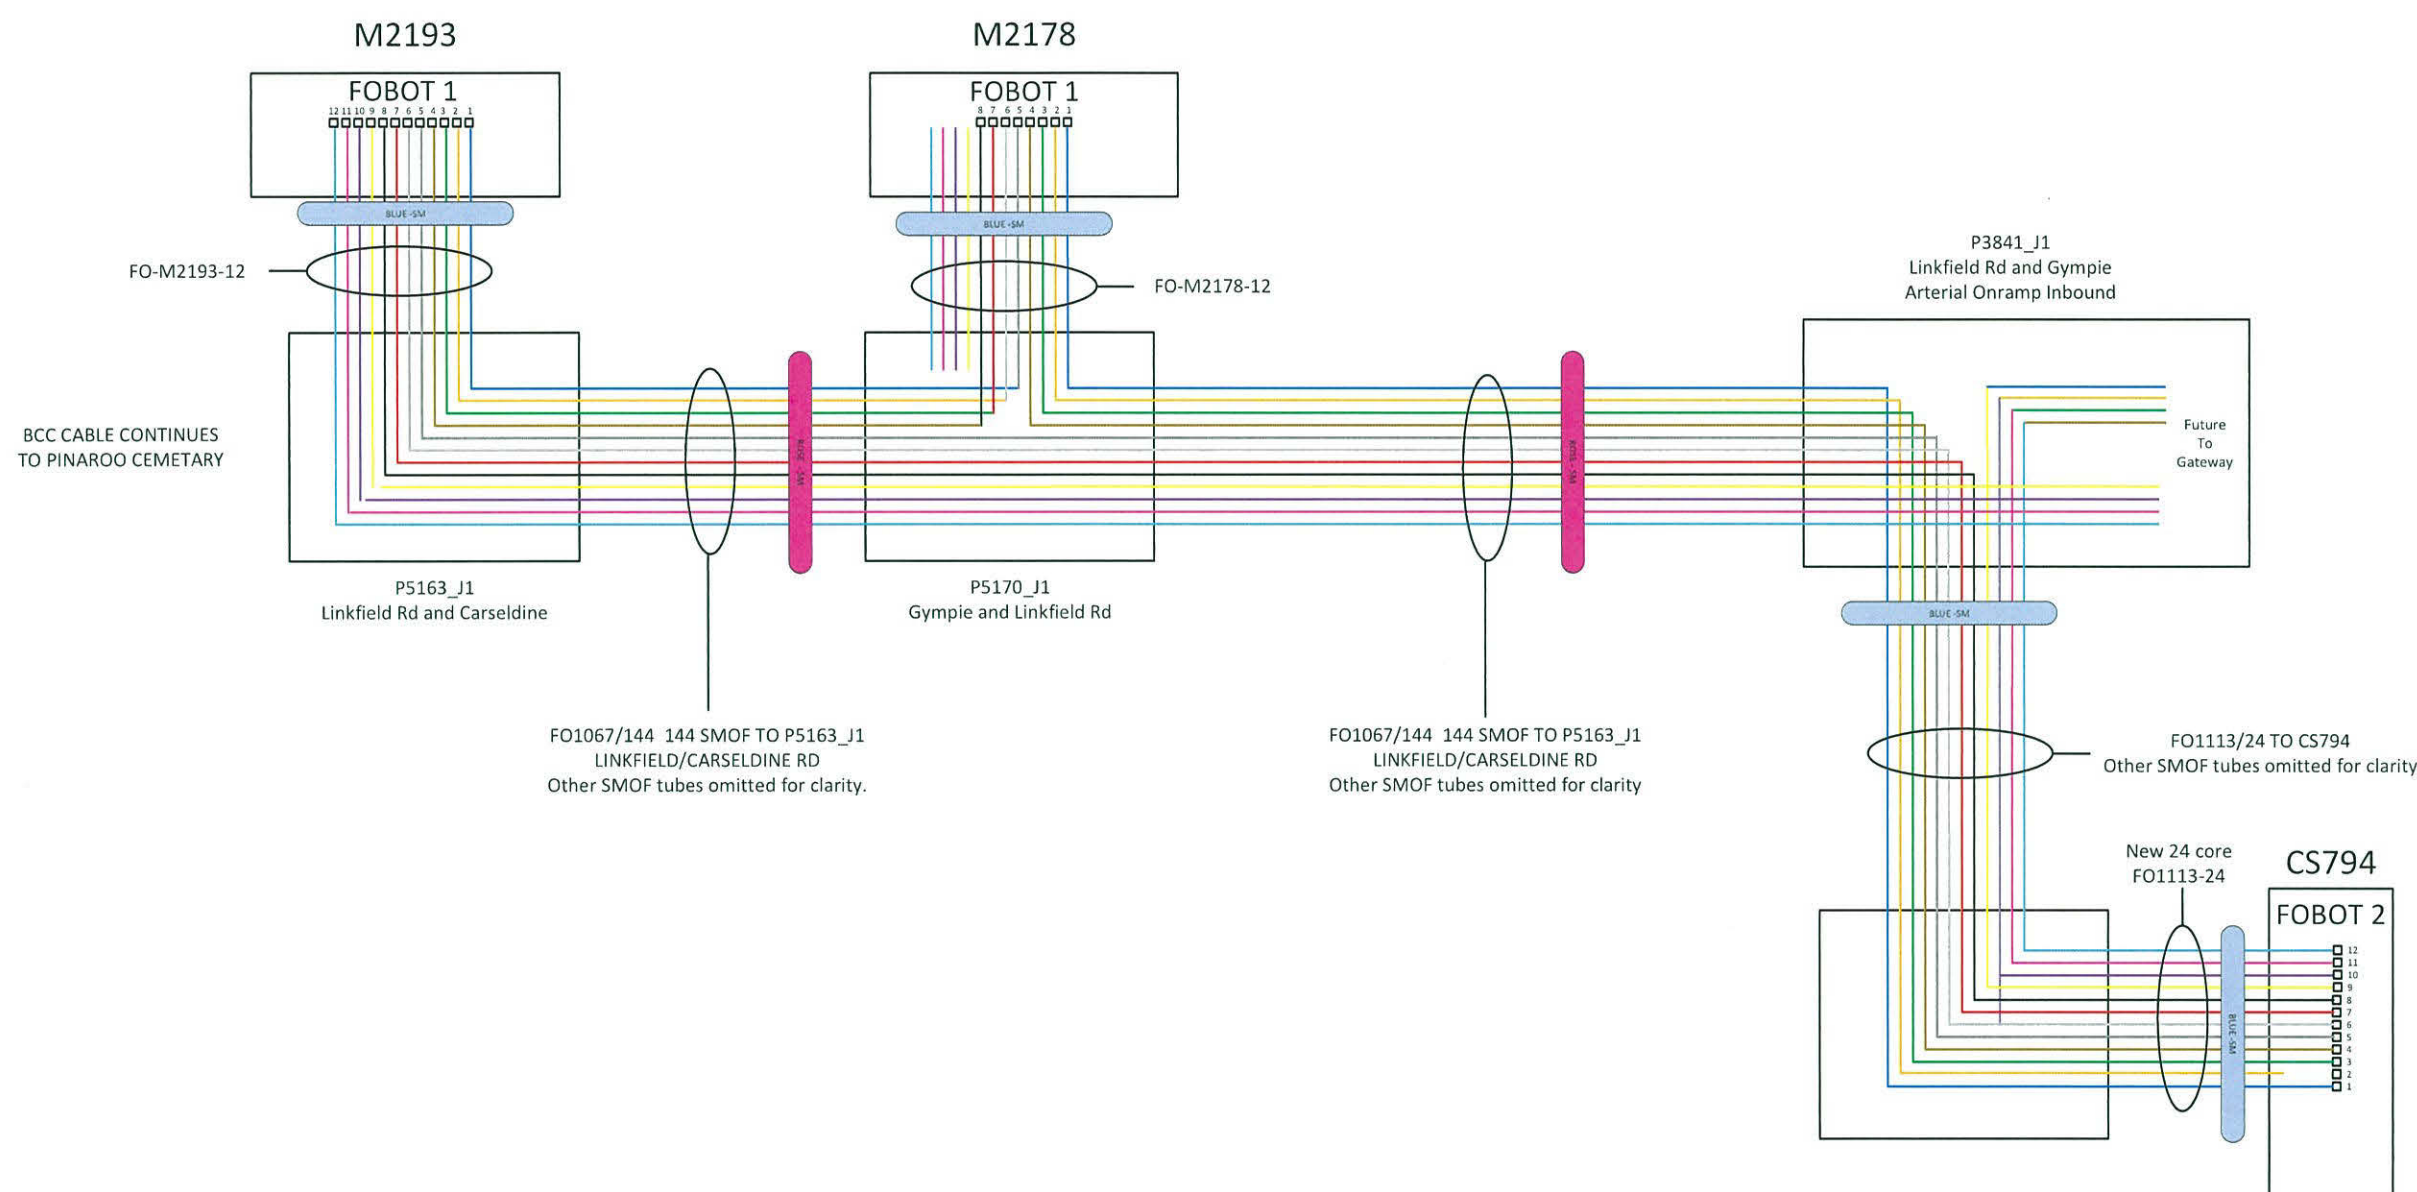 M2193
FOBOT 1
12 11 10 9 8 7 6 5 4 3 2 1
BLUE -SM
FO-M2193-12
BCC CABLE CONTINUES
TO PINAROO CEMETARY
P5163_J1
Linkfield Rd and Carseldine
M2178
FOBOT 1
8 7 6 5 4 3 2 1
BLUE -SM
FO-M2178-12
ROSE -SM
P5170_J1
Gympie and Linkfield Rd
FO1067/144 144 SMOF TO P5163_J1
LINKFIELD/CARSELDINE RD
Other SMOF tubes omitted for clarity.
ROSE -SM
FO1067/144 144 SMOF TO P5163_J1
LINKFIELD/CARSELDINE RD
Other SMOF tubes omitted for clarity
P3841_J1
Linkfield Rd and Gympie
Arterial Onramp Inbound
Future
To
Gateway
BLUE -SM
FO1113/24 TO CS794
Other SMOF tubes omitted for clarity
New 24 core
FO1113-24
BLUE-SM
CS794
FOBOT 2
12
11
10
9
8
7
6
5
4
3
2
1